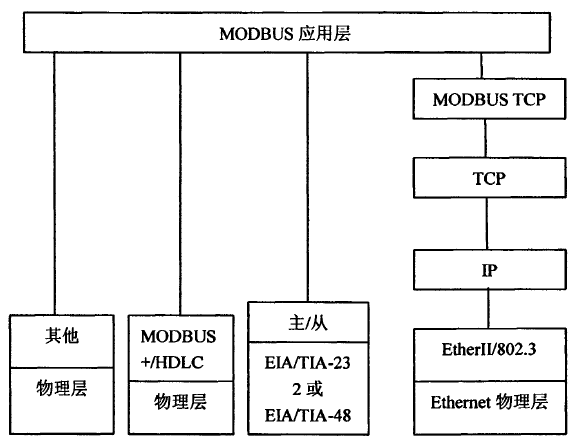 MODBUS 应用层
MODBUS TCP
TCP
IP
其他
物理层
MODBUS
+/HDLC
物理层
主/从
EIA/TIA-23
2 或
EIA/TIA-48
EtherII/802.3
Ethernet 物理层